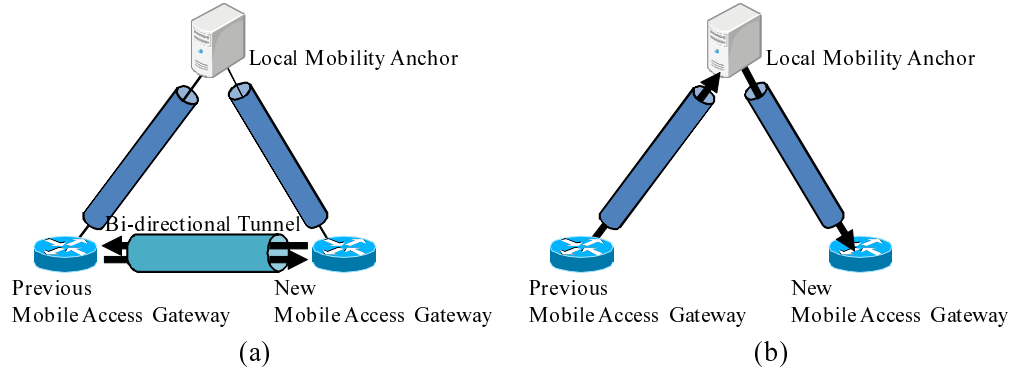 Local Mobility Anchor
Bi-directional Tunnel
Previous
Mobile Access Gateway
New
Mobile Access Gateway
(a)
Local Mobility Anchor
Previous
Mobile Access Gateway
New
Mobile Access Gateway
(b)